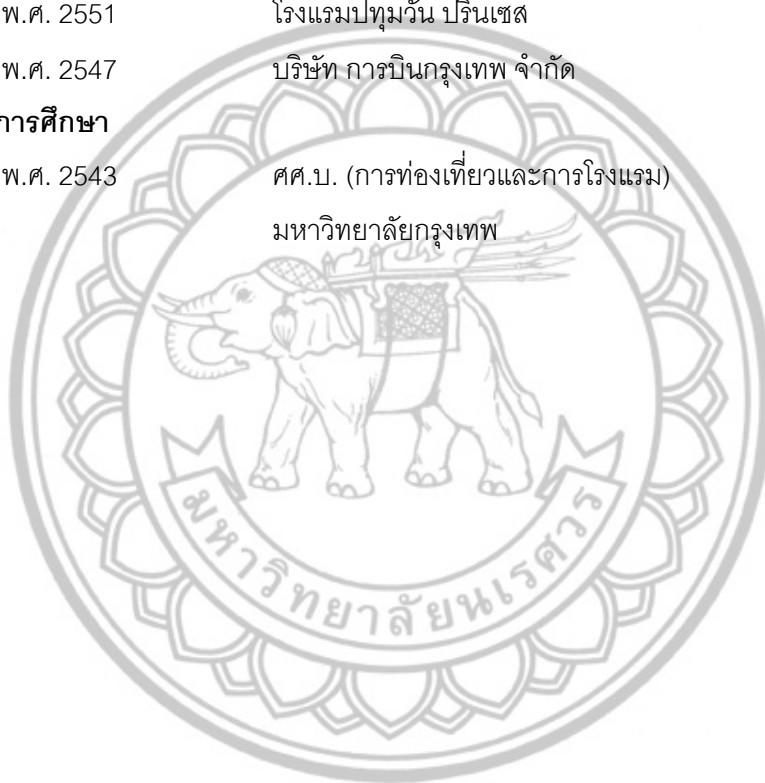 พ.ศ. 2551 โรงแรมปทุมวัน ปริ๊นเซส
พ.ศ. 2547 บริษัท การบินกรุงเทพ จำกัด
การศึกษา
พ.ศ. 2543 ศศ.บ. (การท่องเที่ยวและการโรงแรม)
มหาวิทยาลัยกรุงเทพ
มหาวิทยาลัยนเรศวร